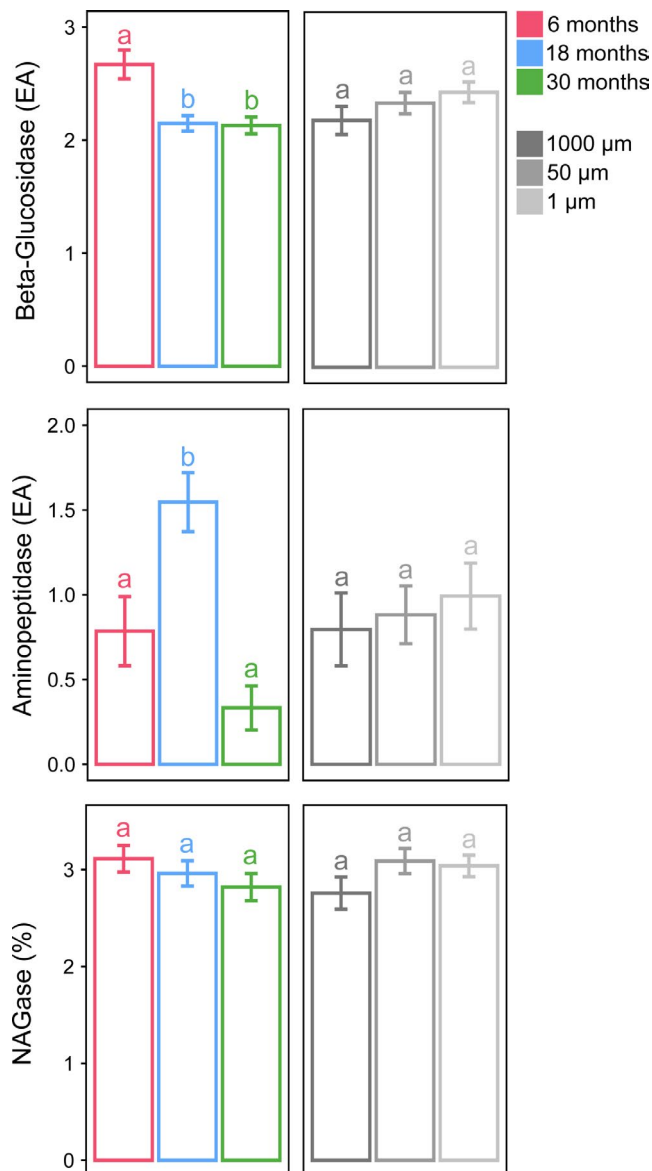 3
2
1
0
Beta-Glucosidase (EA)
a
b
b
a
a
a
6 months
18 months
30 months
1000 µm
50 µm
1 µm
2.0
1.5
1.0
0.5
0.0
Aminopeptidase (EA)
a
b
a
a
a
a
3
2
1
0
NAGase (%)
a
a
a
a
a
a